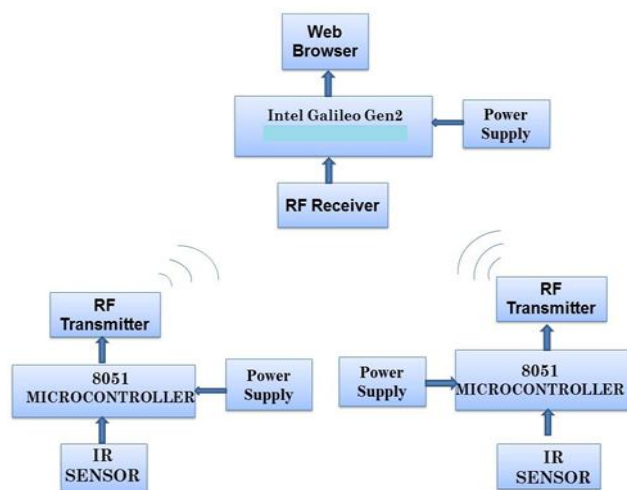 Web
Browser
Intel Galileo Gen2
Power
Supply
RF Receiver
RF
Transmitter
RF
Transmitter
8051
MICROCONTROLLER
Power
Supply
Power
Supply
8051
MICROCONTROLLER
IR
SENSOR
IR
SENSOR